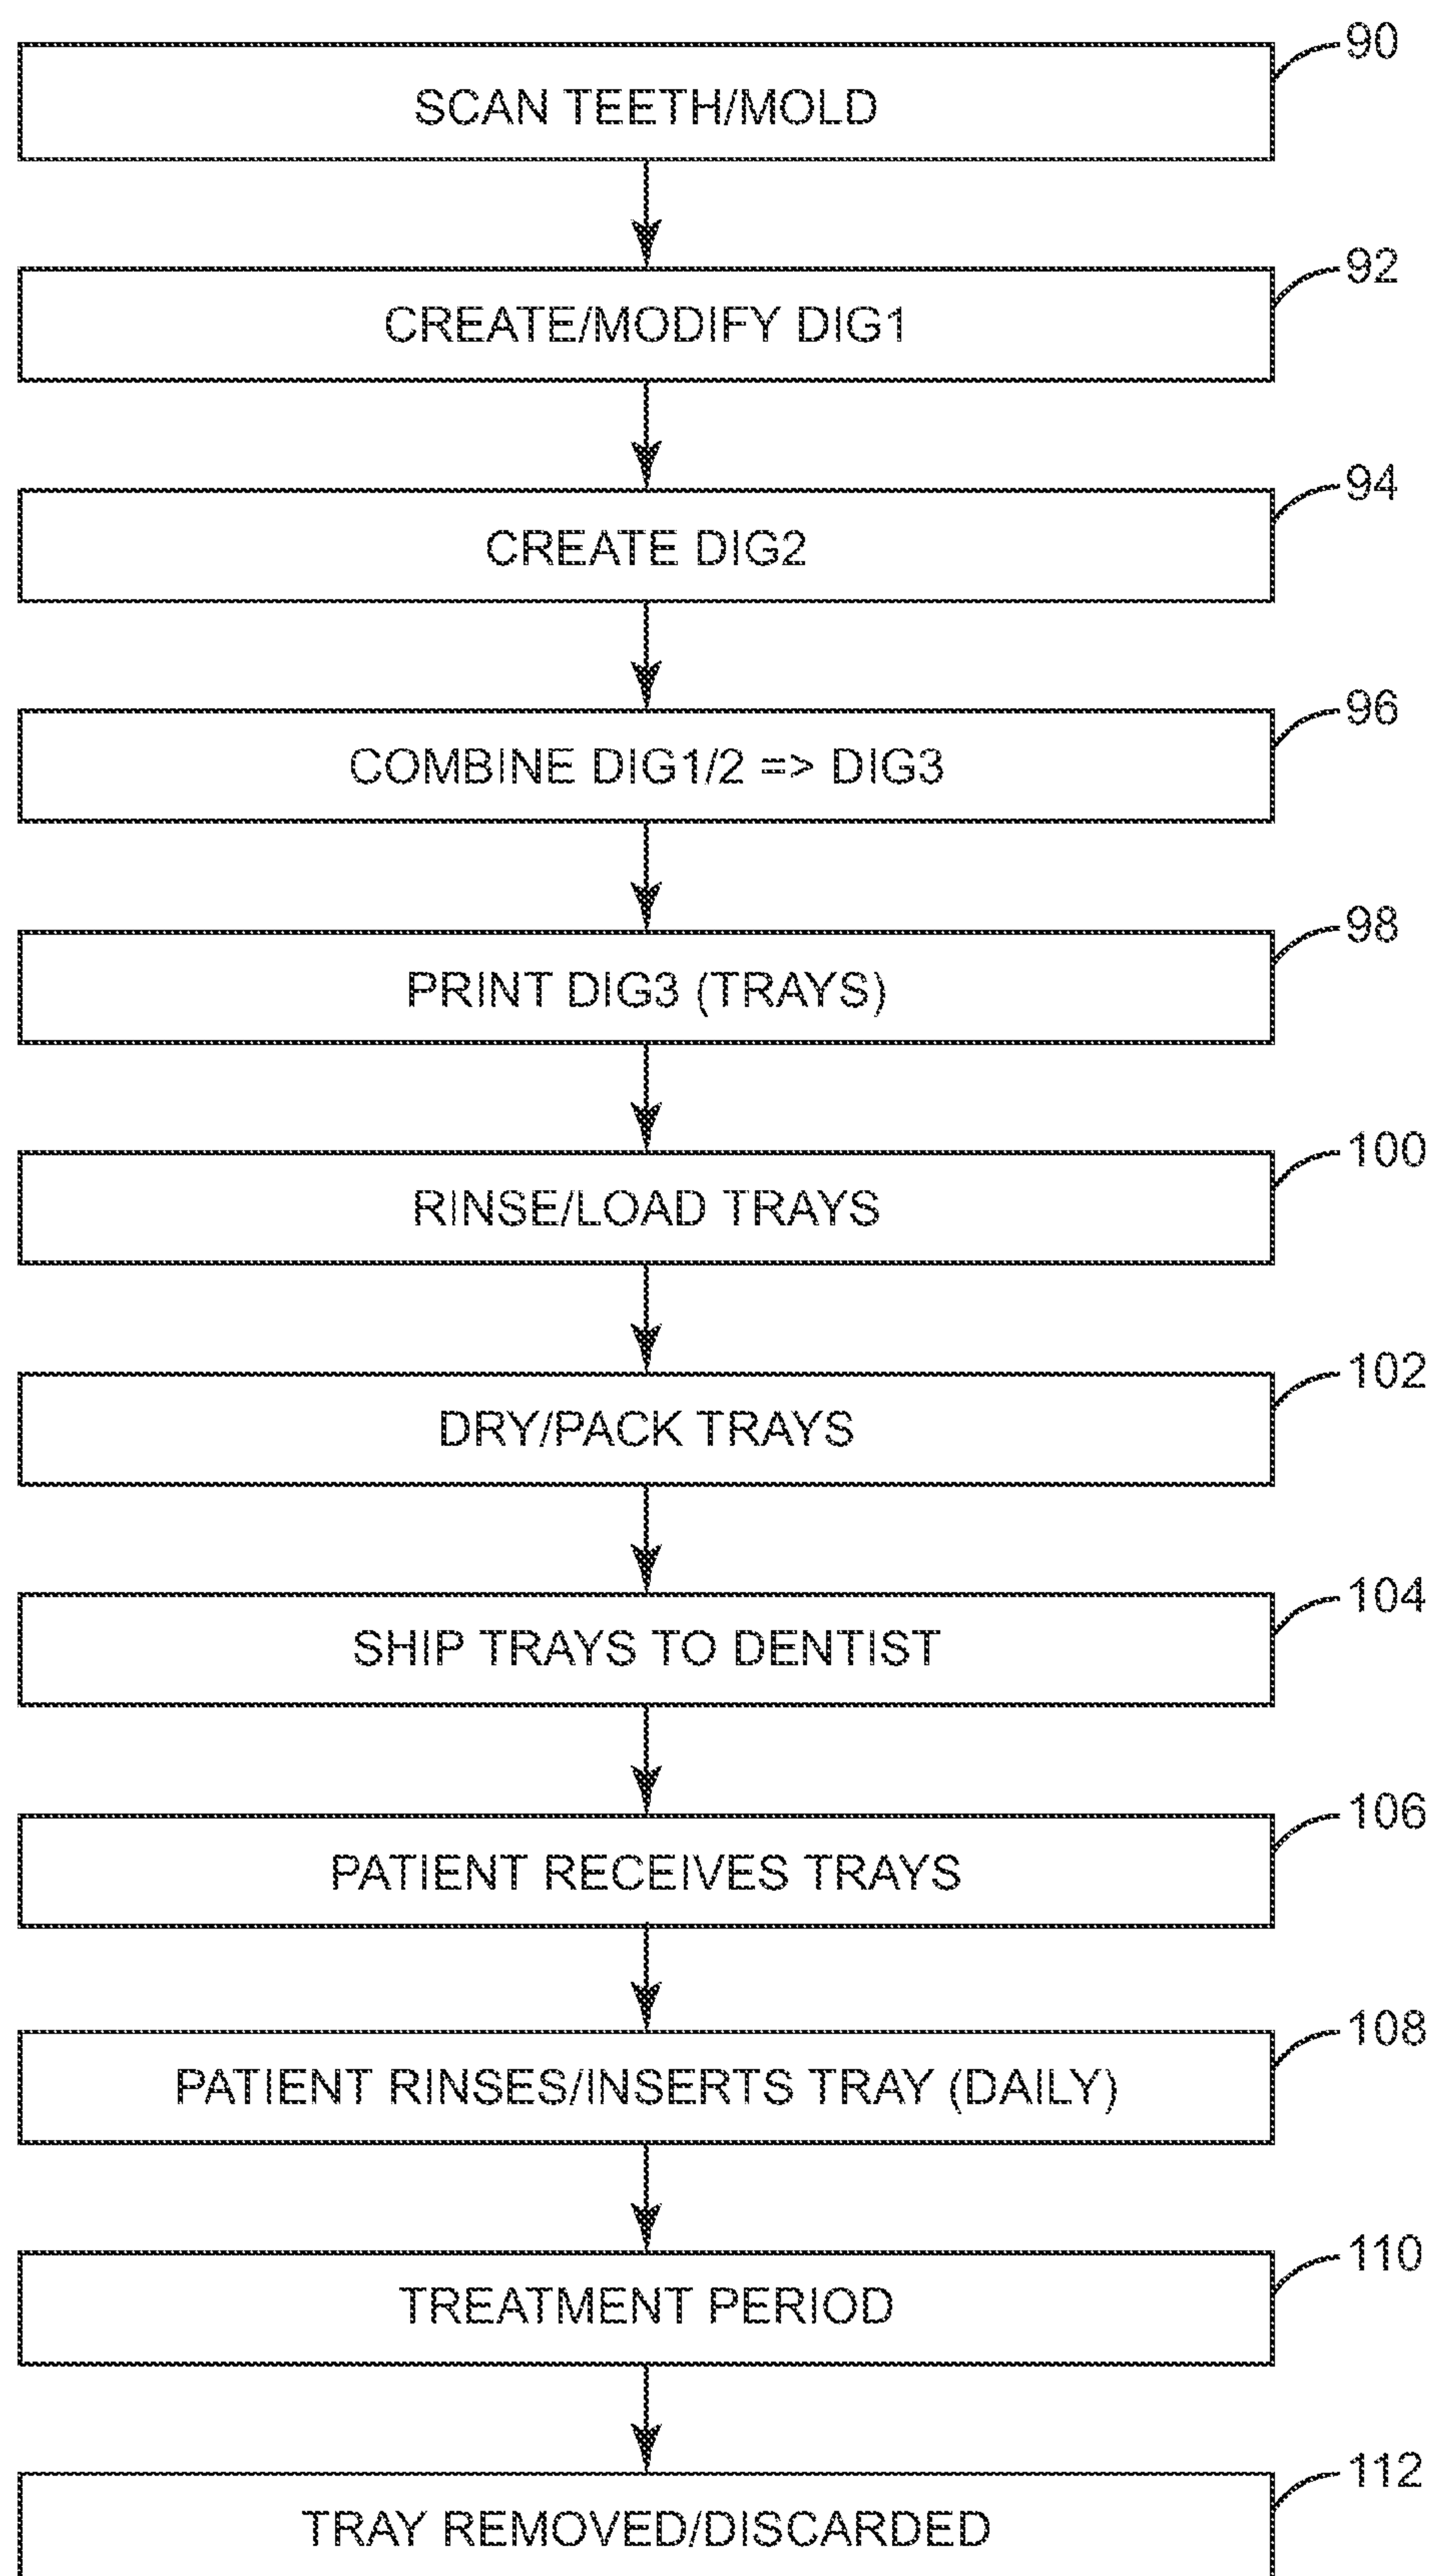 90
SCAN TEETH/MOLD
92
CREATE/MODIFY DIG1
94
CREATE DIG2
96
COMBINE DIG1/2 => DIG3
98
PRINT DIG3 (TRAYS)
100
RINSE/LOAD TRAYS
102
DRY/PACK TRAYS
104
SHIP TRAYS TO DENTIST
106
PATIENT RECEIVES TRAYS
108
PATIENT RINSES/INSERTS TRAY (DAILY)
110
TREATMENT PERIOD
112
TRAY REMOVED/DISCARDED